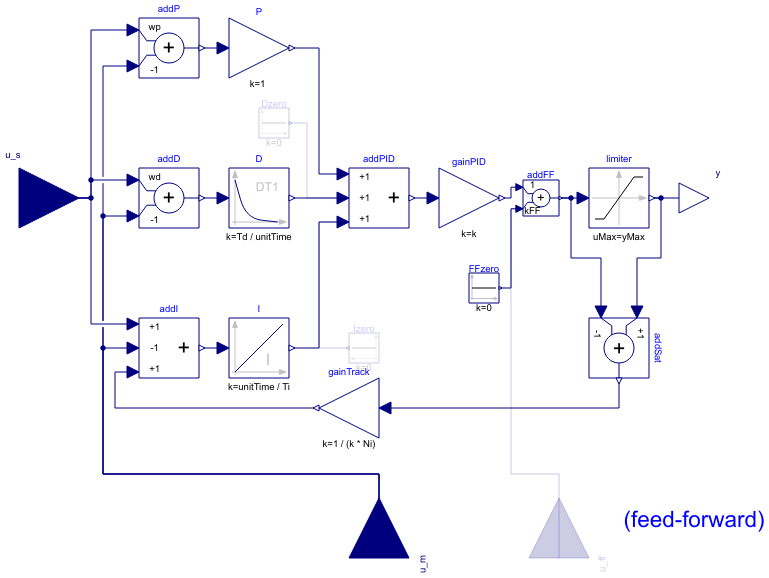 addP
P
wp
-1
k=1
Dzero
k=0
u_s
addD
D
addPID
gainPID
addFF
limiter
y
wd
-1
DT1
+1
+1
+1
1
kFF
k=Td / unitTime
k=k
uMax=yMax
FFzero
k=0
addI
I
Izero
k=0
+1
-1
+1
I
k=unitTime / Ti
-1
+1
addSat
gainTrack
k=1 / (k * Ni)
(feed-forward)
u_m
u_ff